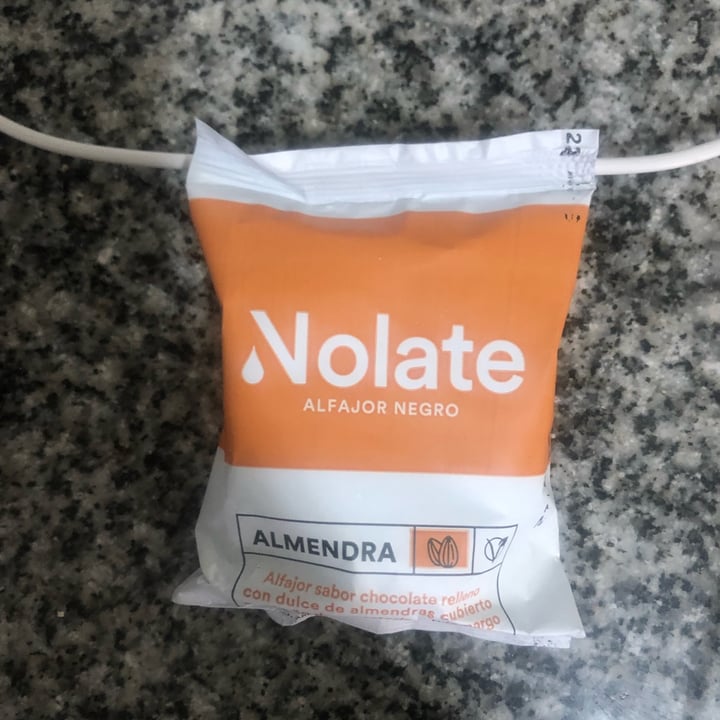 Nolate
ALFAJOR NEGRO
ALMENDRA
Alfajor sabor chocolate relleno
con dulce de almendras cubierto